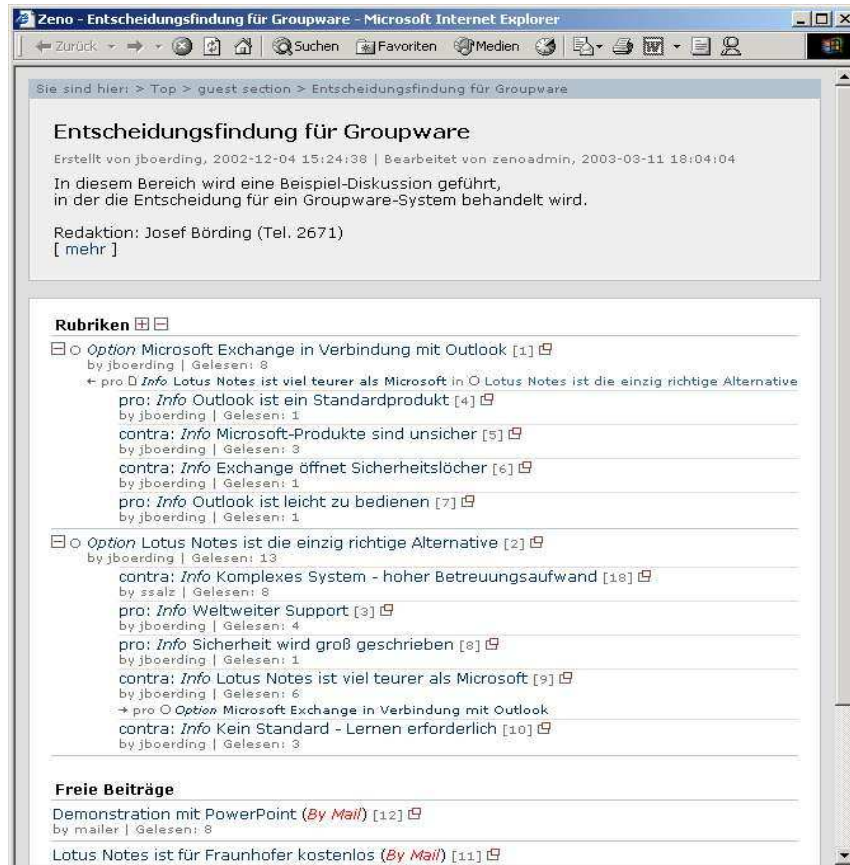 Zeno - Entscheidungsfindung für Groupware - Microsoft Internet Explorer
Zurück Suchen Favoriten Medien
Sie sind hier: > Top > guest section > Entscheidungsfindung für Groupware
Entscheidungsfindung für Groupware
Erstellt von jboerding, 2002-12-04 15:24:38 | Bearbeitet von zenoadmin, 2003-03-11 18:04:04
In diesem Bereich wird eine Beispiel-Diskussion geführt,
in der die Entscheidung für ein Groupware-System behandelt wird.
Redaktion: Josef Börding (Tel. 2671)
[ mehr ]
Rubriken
Option Microsoft Exchange in Verbindung mit Outlook [1]
by jboerding | Gelesen: 8
← pro Info Lotus Notes ist viel teurer als Microsoft in Lotus Notes ist die einzig richtige Alternative
pro: Info Outlook ist ein Standardprodukt [4]
by jboerding | Gelesen: 1
contra: Info Microsoft-Produkte sind unsicher [5]
by jboerding | Gelesen: 3
contra: Info Exchange öffnet Sicherheitslöcher [6]
by jboerding | Gelesen: 1
pro: Info Outlook ist leicht zu bedienen [7]
by jboerding | Gelesen: 1
Option Lotus Notes ist die einzig richtige Alternative [2]
by jboerding | Gelesen: 13
contra: Info Komplexes System - hoher Betreuungsaufwand [18]
by ssalz | Gelesen: 8
pro: Info Weltweiter Support [3]
by jboerding | Gelesen: 4
pro: Info Sicherheit wird groß geschrieben [8]
by jboerding | Gelesen: 1
contra: Info Lotus Notes ist viel teurer als Microsoft [9]
by jboerding | Gelesen: 6
→ pro Option Microsoft Exchange in Verbindung mit Outlook
contra: Info Kein Standard - Lernen erforderlich [10]
by jboerding | Gelesen: 3
Freie Beiträge
Demonstration mit PowerPoint (By Mail) [12]
by mailer | Gelesen: 8
Lotus Notes ist für Fraunhofer kostenlos (By Mail) [11]